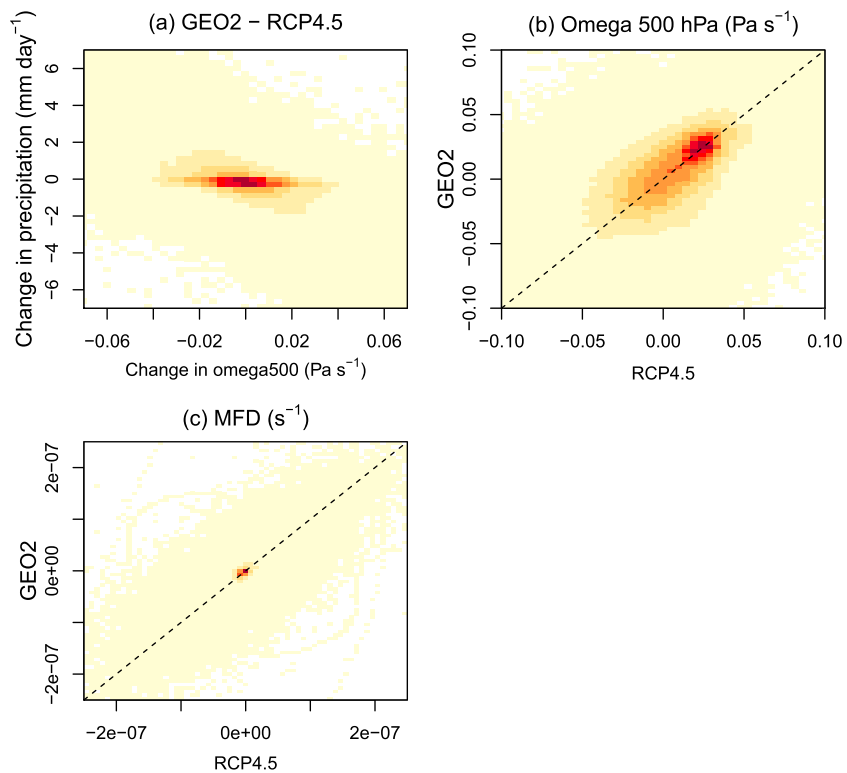 (a) GEO2 − RCP4.5
Change in precipitation (mm day−1)
6
4
2
0
−2
−4
−6
−0.06
−0.02
0.02
0.06
Change in omega500 (Pa s−1)
(b) Omega 500 hPa (Pa s−1)
GEO2
0.10
0.05
0.00
−0.05
−0.10
−0.10
−0.05
0.00
0.05
0.10
RCP4.5
(c) MFD (s−1)
GEO2
2e−07
0e+00
−2e−07
−2e−07
0e+00
2e−07
RCP4.5